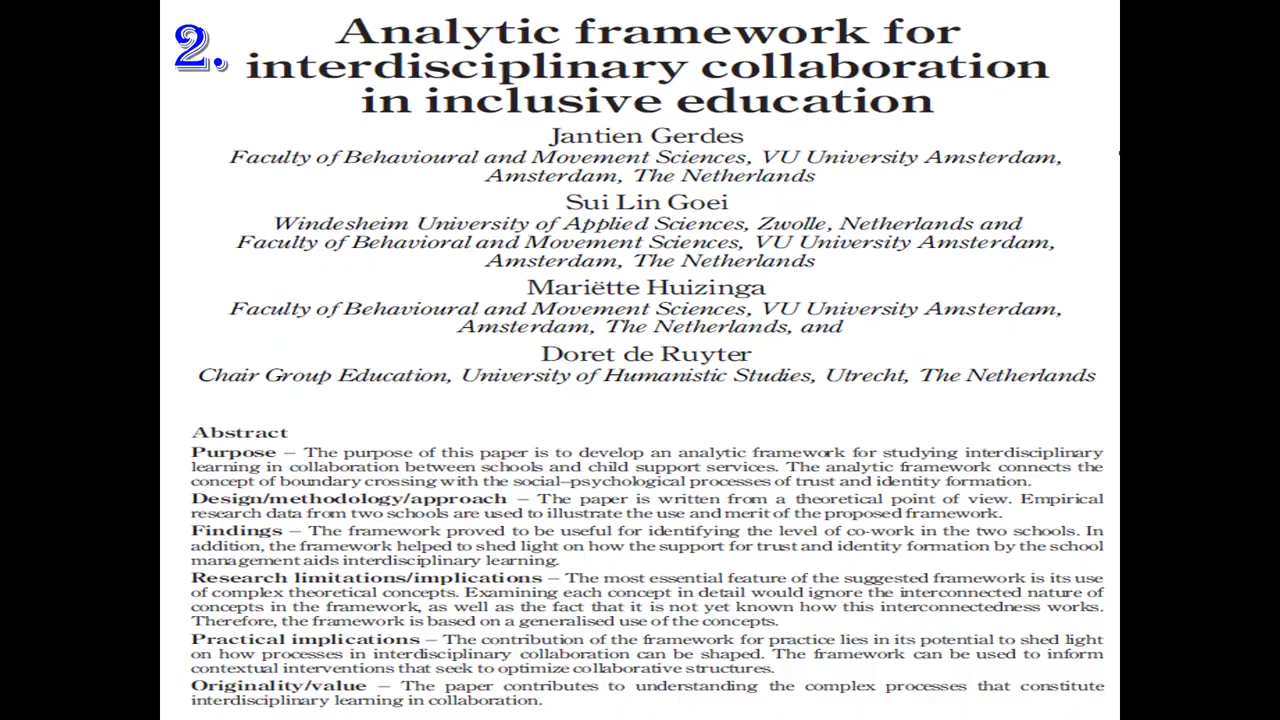 2.
Analytic framework for
interdisciplinary collaboration
in inclusive education
Jantien Gerdes
Faculty of Behavioural and Movement Sciences, VU University Amsterdam,
Amsterdam, The Netherlands
Sui Lin Goei
Windesheim University of Applied Sciences, Zwolle, Netherlands and
Faculty of Behavioral and Movement Sciences, VU University Amsterdam,
Amsterdam, The Netherlands
Mariëtte Huizinga
Faculty of Behavioural and Movement Sciences, VU University Amsterdam,
Amsterdam, The Netherlands, and
Doret de Ruyter
Chair Group Education, University of Humanistic Studies, Utrecht, The Netherlands
Abstract
Purpose – The purpose of this paper is to develop an analytic framework for studying interdisciplinary
learning in collaboration between schools and child support services. The analytic framework connects the
concept of boundary crossing with the social–psychological processes of trust and identity formation.
Design/methodology/approach – The paper is written from a theoretical point of view. Empirical
research data from two schools are used to illustrate the use and merit of the proposed framework.
Findings – The framework proved to be useful for identifying the level of co-work in the two schools. In
addition, the framework helped to shed light on how the support for trust and identity formation by the school
management aids interdisciplinary learning.
Research limitations/implications – The most essential feature of the suggested framework is its use
of complex theoretical concepts. Examining each concept in detail would ignore the interconnected nature of
concepts in the framework, as well as the fact that it is not yet known how this interconnectedness works.
Therefore, the framework is based on a generalised use of the concepts.
Practical implications – The contribution of the framework for practice lies in its potential to shed light
on how processes in interdisciplinary collaboration can be shaped. The framework can be used to inform
contextual interventions that seek to optimize collaborative structures.
Originality/value – The paper contributes to understanding the complex processes that constitute
interdisciplinary learning in collaboration.